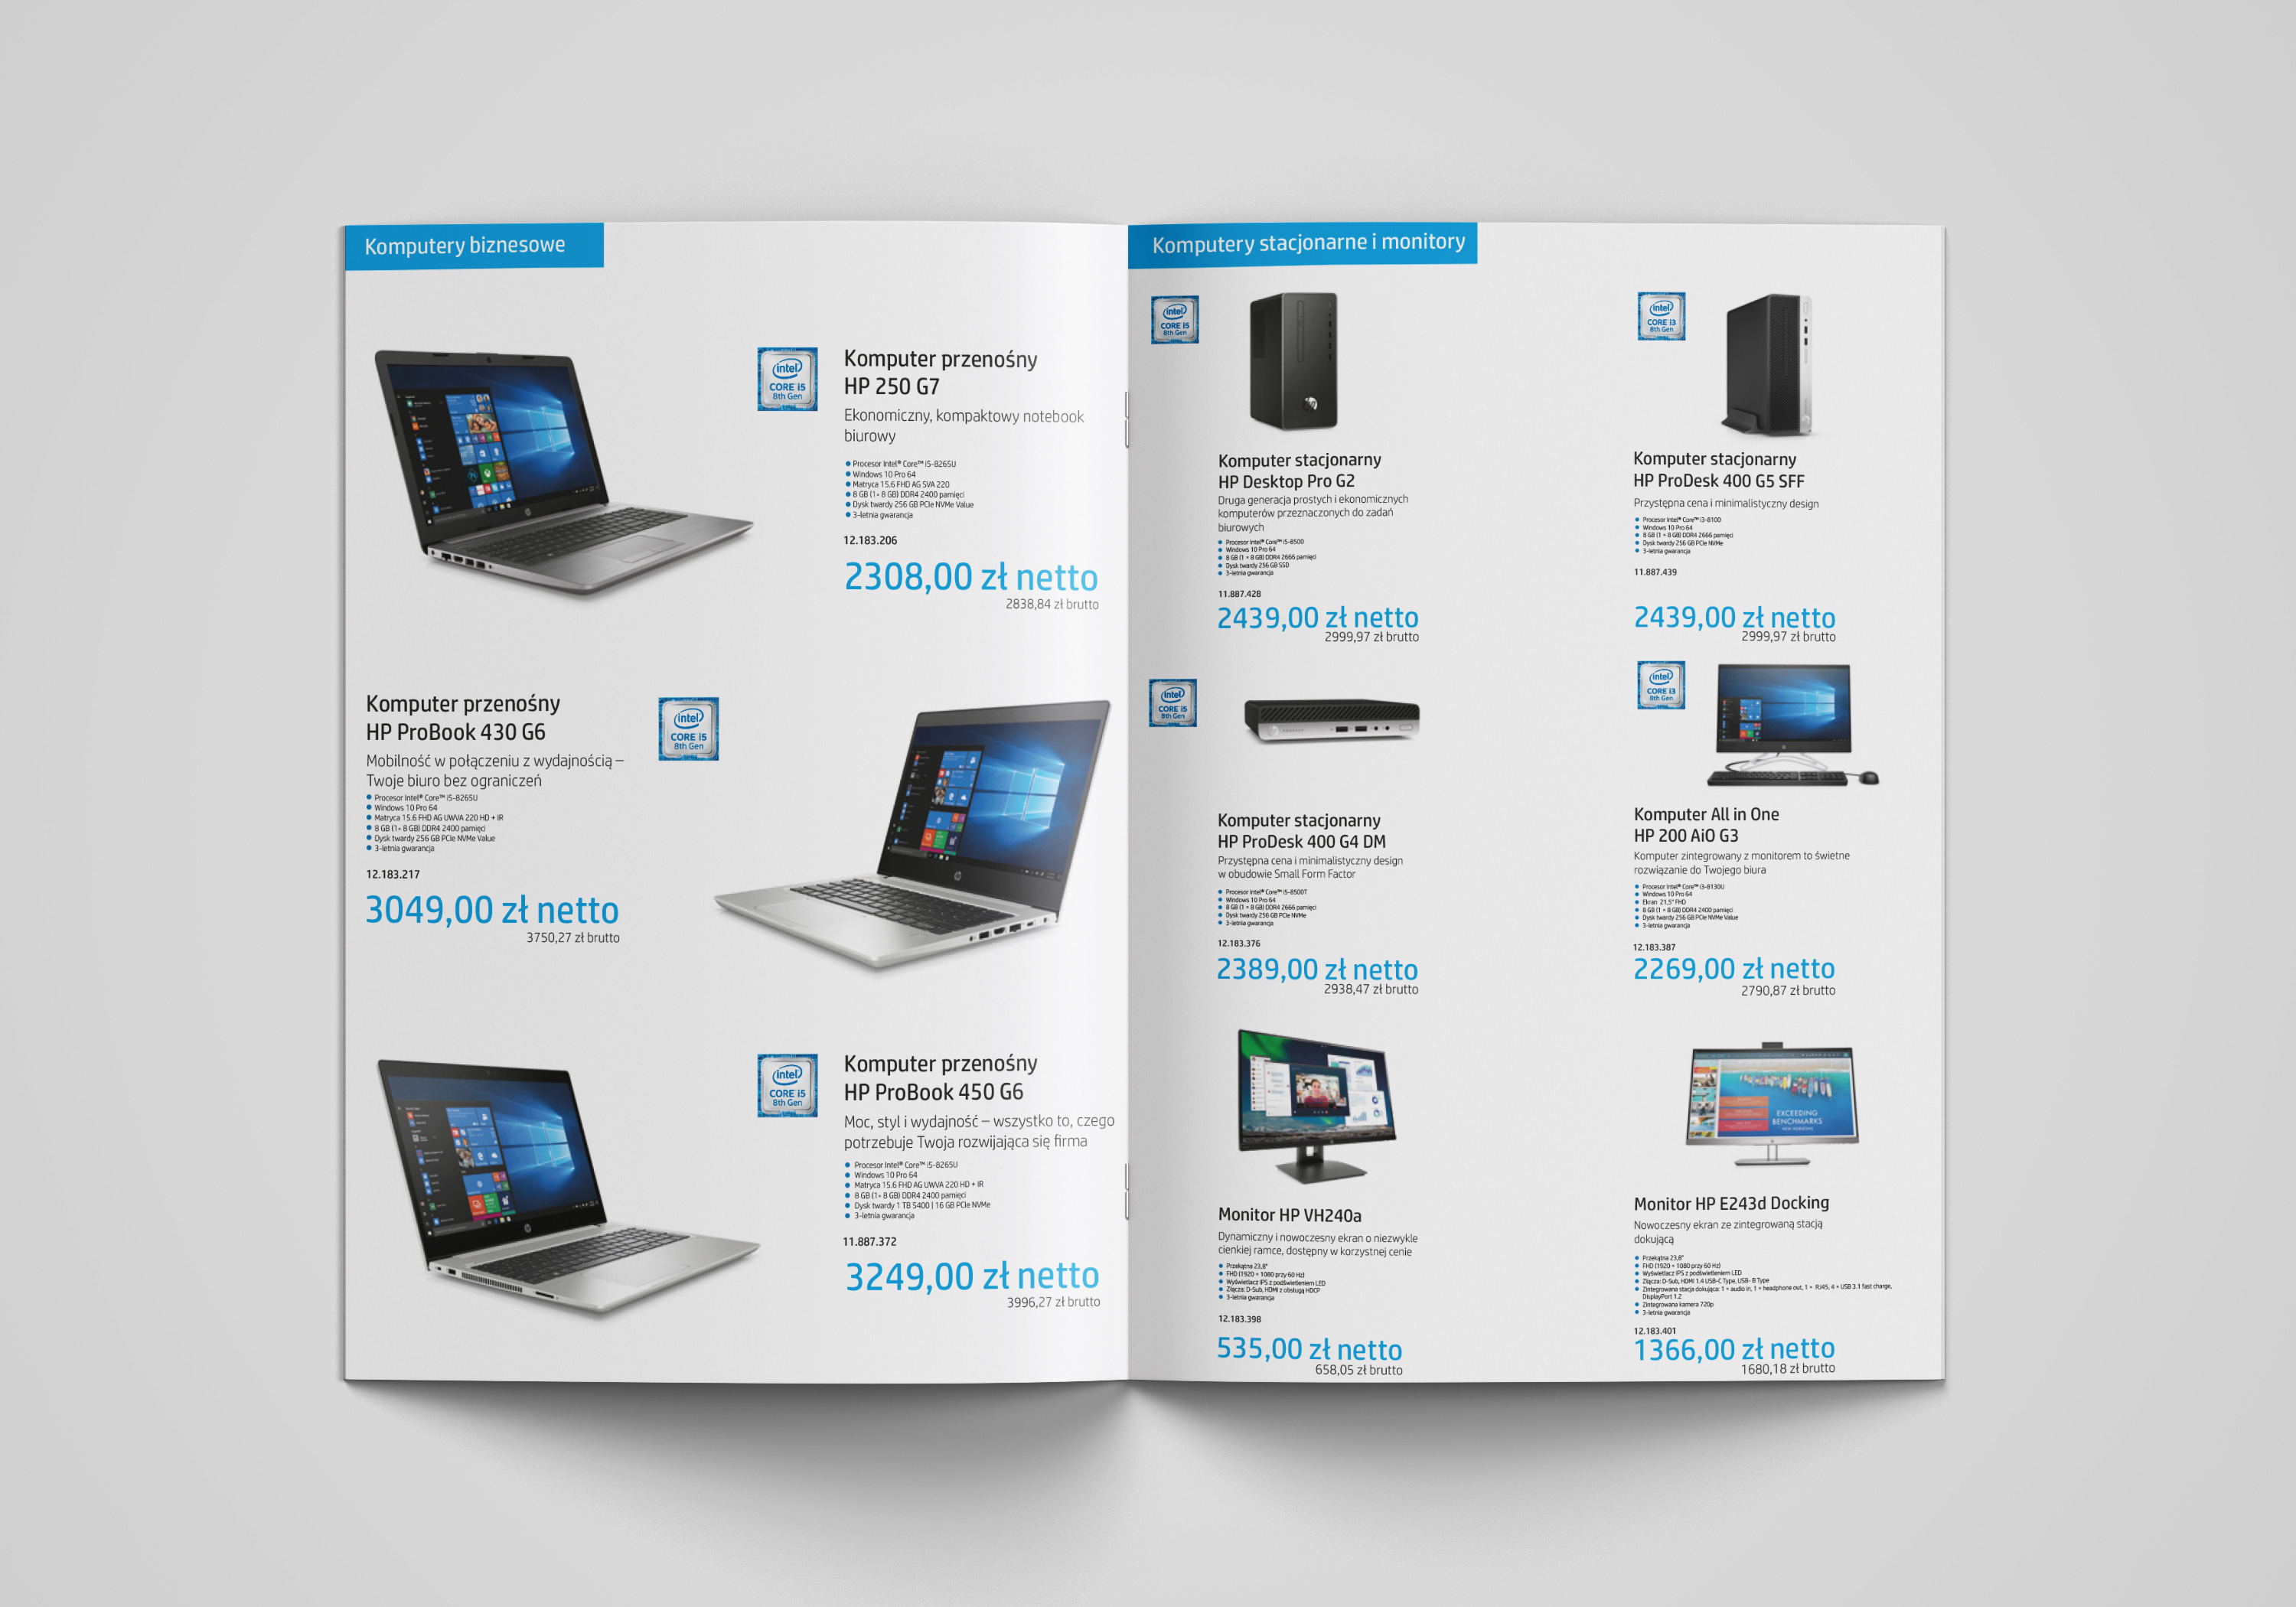 Komputery biznesowe
intel
CORE i5
8th Gen
Komputer przenośny
HP 250 G7
Ekonomiczny, kompaktowy notebook
biurowy
Procesor Intel® Core™ i5-8265U
Windows 10 Pro 64
Matryca 15.6 FHD AG SVA 220
8 GB (1× 8 GB) DDR4 2400 pamięci
Dysk twardy 256 GB PCIe NVMe Value
3-letnia gwarancja
12.183.206
2308,00 zł netto
2838,84 zł brutto
Komputer przenośny
HP ProBook 430 G6
Mobilność w połączeniu z wydajnością –
Twoje biuro bez ograniczeń
Procesor Intel® Core™ i5-8265U
Windows 10 Pro 64
Matryca 15.6 FHD AG UWVA 220 HD + IR
8 GB (1× 8 GB) DDR4 2400 pamięci
Dysk twardy 256 GB PCIe NVMe Value
3-letnia gwarancja
12.183.217
3049,00 zł netto
3750,27 zł brutto
intel
CORE i5
8th Gen
intel
CORE i5
8th Gen
Komputer przenośny
HP ProBook 450 G6
Moc, styl i wydajność – wszystko to, czego
potrzebuje Twoja rozwijająca się firma
Procesor Intel® Core™ i5-8265U
Windows 10 Pro 64
Matryca 15.6 FHD AG UWVA 220 HD + IR
8 GB (1× 8 GB) DDR4 2400 pamięci
Dysk twardy 1 TB 5400 | 16 GB PCIe NVMe
3-letnia gwarancja
11.887.372
3249,00 zł netto
3996,27 zł brutto
Komputery stacjonarne i monitory
intel
CORE i5
8th Gen
Komputer stacjonarny
HP Desktop Pro G2
Druga generacja prostych i ekonomicznych
komputerów przeznaczonych do zadań
biurowych
Procesor Intel® Core™ i5-8500
Windows 10 Pro 64
8 GB (1 × 8 GB) DDR4 2666 pamięci
Dysk twardy 256 GB SSD
3-letnia gwarancja
11.887.428
2439,00 zł netto
2999,97 zł brutto
intel
CORE i3
8th Gen
Komputer stacjonarny
HP ProDesk 400 G5 SFF
Przystępna cena i minimalistyczny design
Procesor Intel® Core™ i3-8100
Windows 10 Pro 64
8 GB (1 × 8 GB) DDR4 2666 pamięci
Dysk twardy 256 GB PCIe NVMe
3-letnia gwarancja
11.887.439
2439,00 zł netto
2999,97 zł brutto
intel
CORE i5
8th Gen
Komputer stacjonarny
HP ProDesk 400 G4 DM
Przystępna cena i minimalistyczny design
w obudowie Small Form Factor
Procesor Intel® Core™ i5-8500T
Windows 10 Pro 64
8 GB (1 × 8 GB) DDR4 2666 pamięci
Dysk twardy 256 GB PCIe NVMe
3-letnia gwarancja
12.183.376
2389,00 zł netto
2938,47 zł brutto
intel
CORE i3
8th Gen
Komputer All in One
HP 200 AiO G3
Komputer zintegrowany z monitorem to świetne
rozwiązanie do Twojego biura
Procesor Intel® Core™ i3-8130U
Windows 10 Pro 64
Ekran 21,5" FHD
8 GB (1 × 8 GB) DDR4 2400 pamięci
Dysk twardy 256 GB PCIe NVMe Value
3-letnia gwarancja
12.183.387
2269,00 zł netto
2790,87 zł brutto
Monitor HP VH240a
Dynamiczny i nowoczesny ekran o niezwykle
cienkiej ramce, dostępny w korzystnej cenie
Przekątna 23,8"
FHD (1920 × 1080 przy 60 Hz)
Wyświetlacz IPS z podświetleniem LED
Złącza: D-Sub, HDMI z obsługą HDCP
3-letnia gwarancja
12.183.398
535,00 zł netto
658,05 zł brutto
EXCEEDING
BENCHMARKS
NEW HORIZONS
Monitor HP E243d Docking
Nowoczesny ekran ze zintegrowaną stacją
dokującą
Przekątna 23,8"
FHD (1920 × 1080 przy 60 Hz)
Wyświetlacz IPS z podświetleniem LED
Złącza: D-Sub, HDMI 1.4 USB-C Type, USB- B Type
Zintegrowana stacja dokująca: 1 × audio in, 1 × headphone out, 1 × RJ45, 4 × USB 3.1 fast charge,
DisplayPort 1.2
Zintegrowana kamera 720p
3-letnia gwarancja
12.183.401
1366,00 zł netto
1680,18 zł brutto